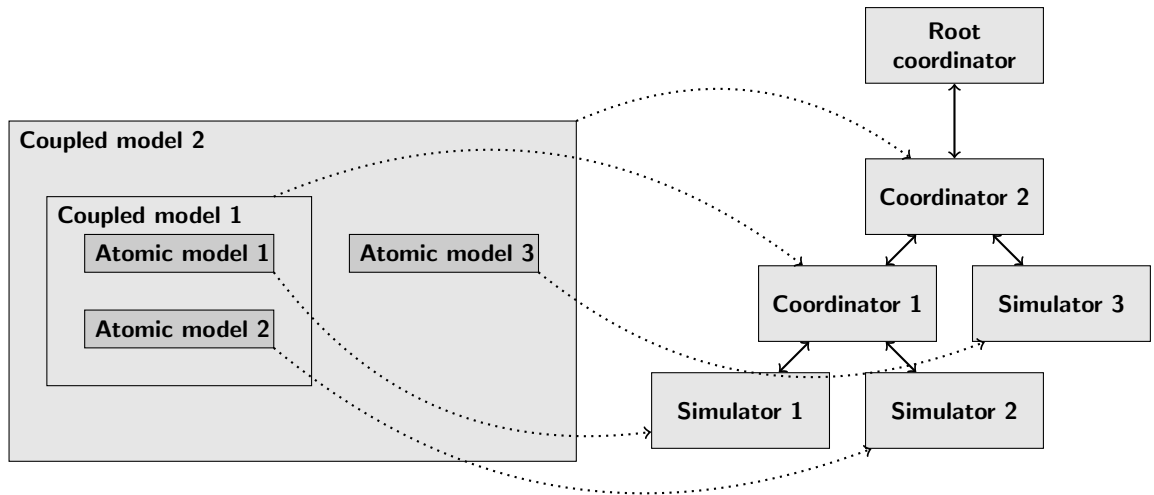 Root
coordinator
Coupled model 2
Coordinator 2
Coupled model 1
Atomic model 1
Atomic model 3
Coordinator 1
Simulator 3
Atomic model 2
Simulator 1
Simulator 2